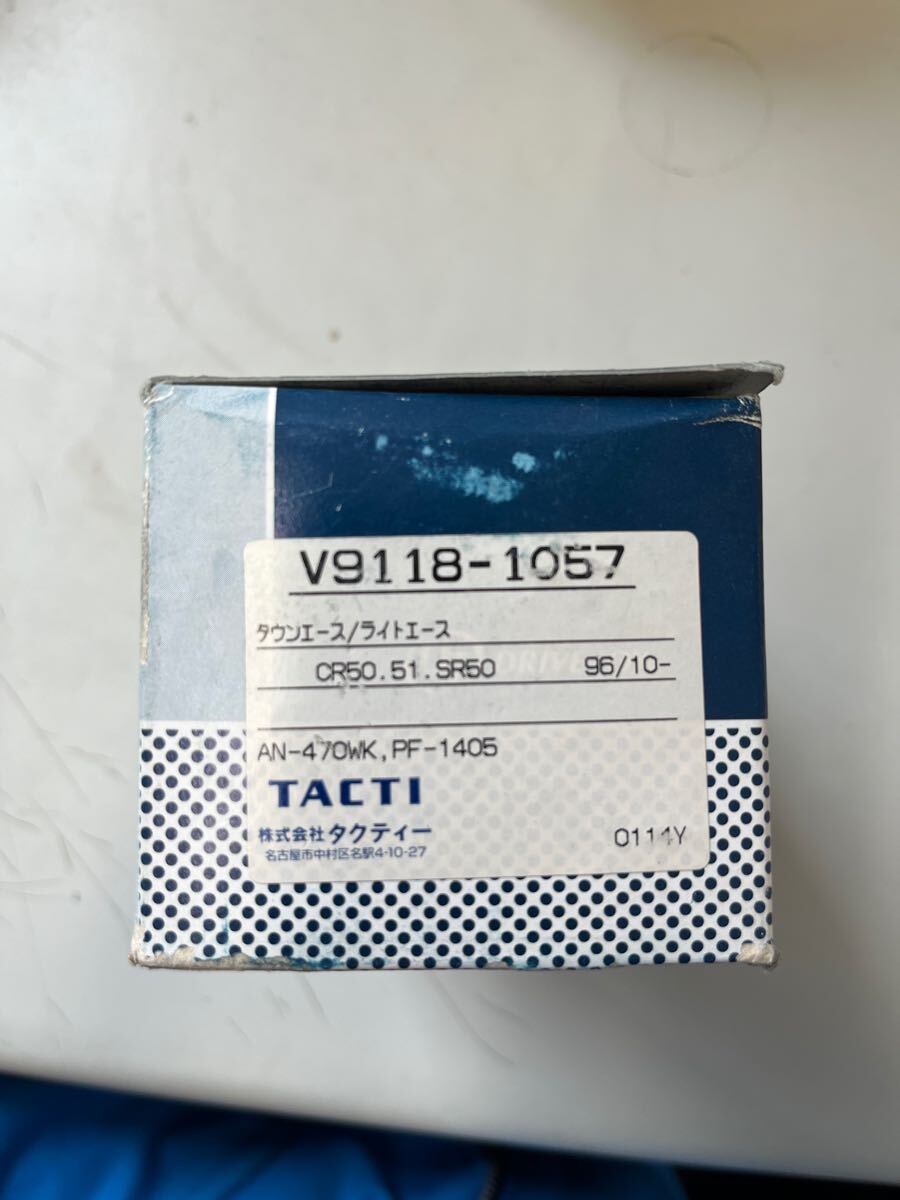 V9118-1057
タウンエース/ライトエース
CR50.51.SR50 96/10-
AN-470WK,PF-1405
TACTI
株式会社タクティー
名古屋市中村区名駅4-10-27
0114Y